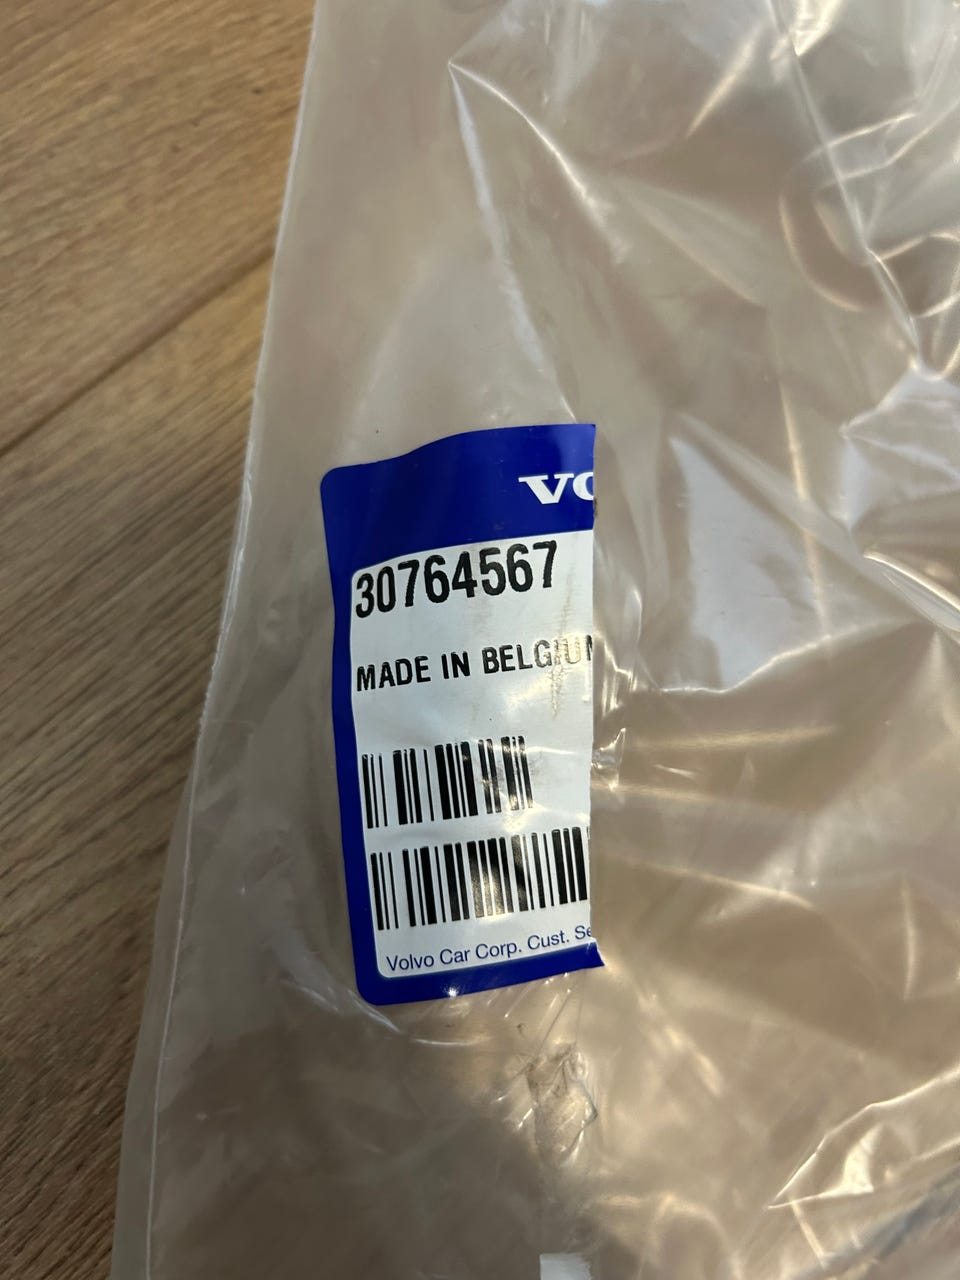 VO
30764567
MADE IN BELGIUM
Volvo Car Corp. Cust. Se